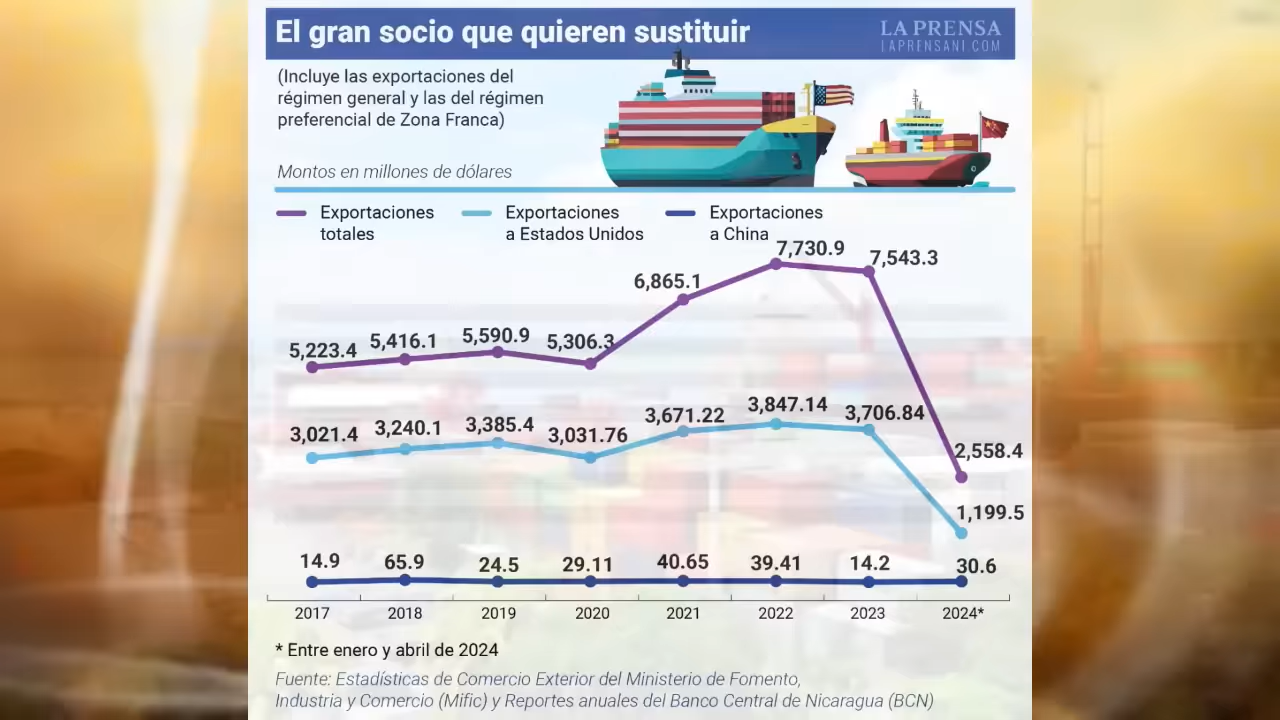 El gran socio que quieren sustituir
LA PRENSA
LAPRENSANI.COM
(Incluye las exportaciones del
régimen general y las del régimen
preferencial de Zona Franca)
Montos en millones de dólares
Exportaciones
totales
Exportaciones
a Estados Unidos
Exportaciones
a China
5,223.4
5,416.1
5,590.9
5,306.3
6,865.1
7,730.9
7,543.3
2,558.4
3,021.4
3,240.1
3,385.4
3,031.76
3,671.22
3,847.14
3,706.84
1,199.5
14.9
65.9
24.5
29.11
40.65
39.41
14.2
30.6
2017
2018
2019
2020
2021
2022
2023
2024*
* Entre enero y abril de 2024
Fuente: Estadísticas de Comercio Exterior del Ministerio de Fomento,
Industria y Comercio (Mific) y Reportes anuales del Banco Central de Nicaragua (BCN)